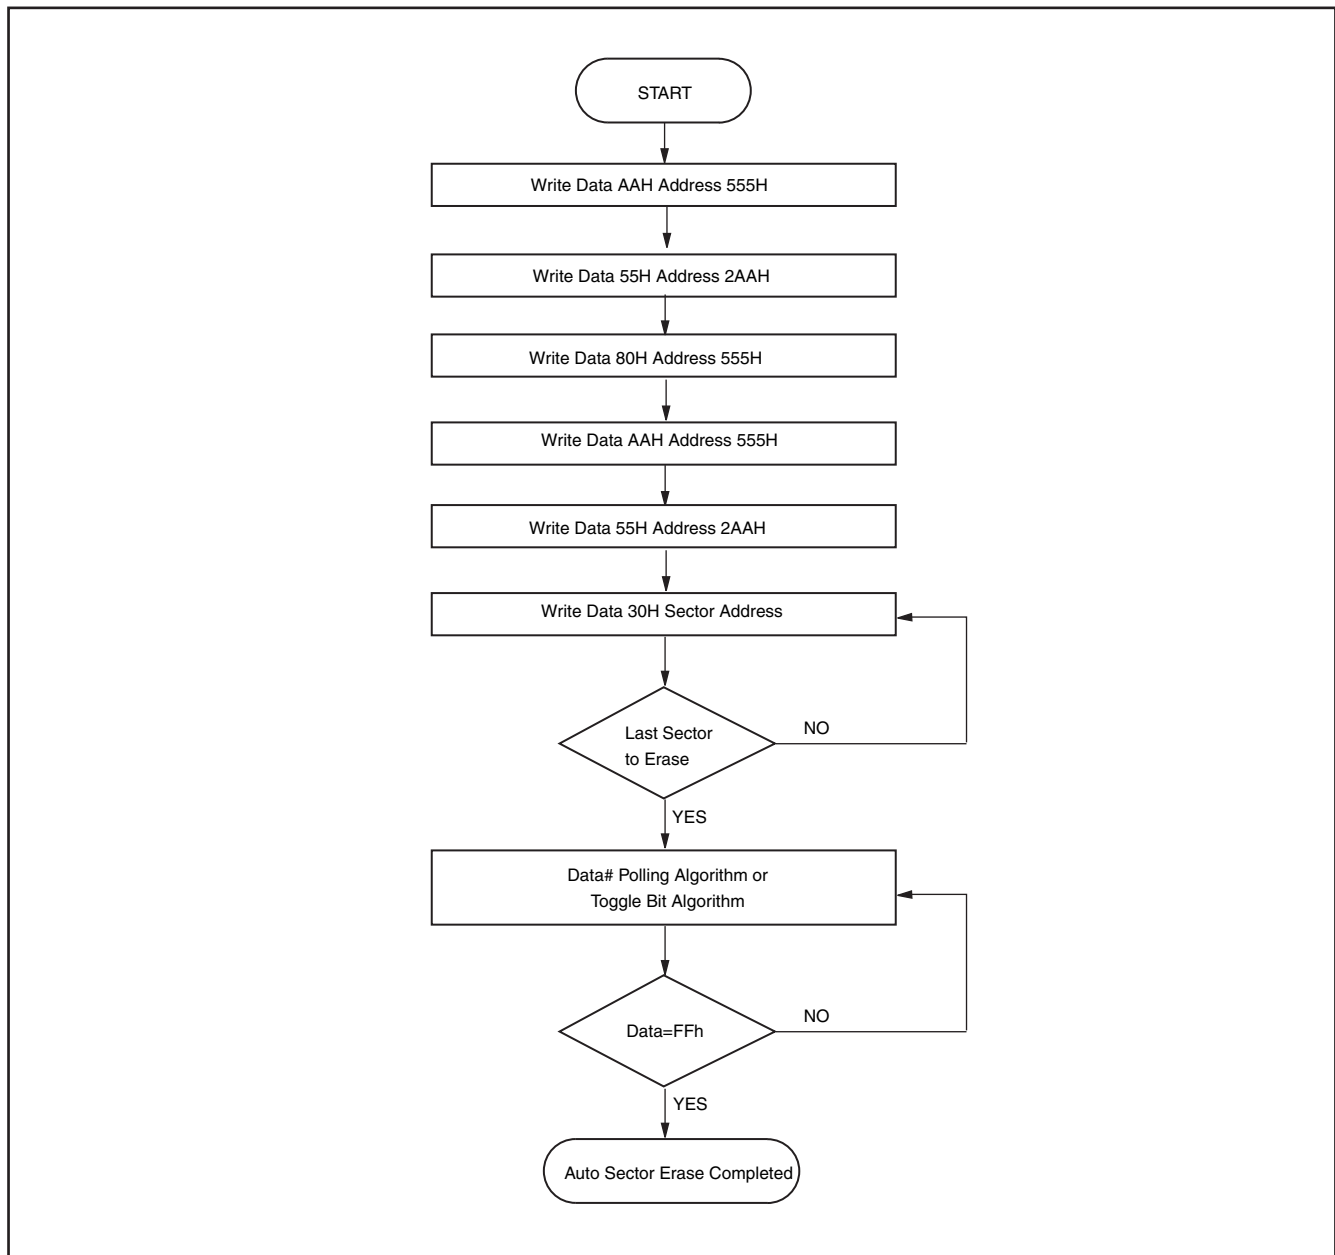 START
Write Data AAH Address 555H
Write Data 55H Address 2AAH
Write Data 80H Address 555H
Write Data AAH Address 555H
Write Data 55H Address 2AAH
Write Data 30H Sector Address
Last Sector
to Erase
NO
YES
Data# Polling Algorithm or
Toggle Bit Algorithm
Data=FFh
NO
YES
Auto Sector Erase Completed